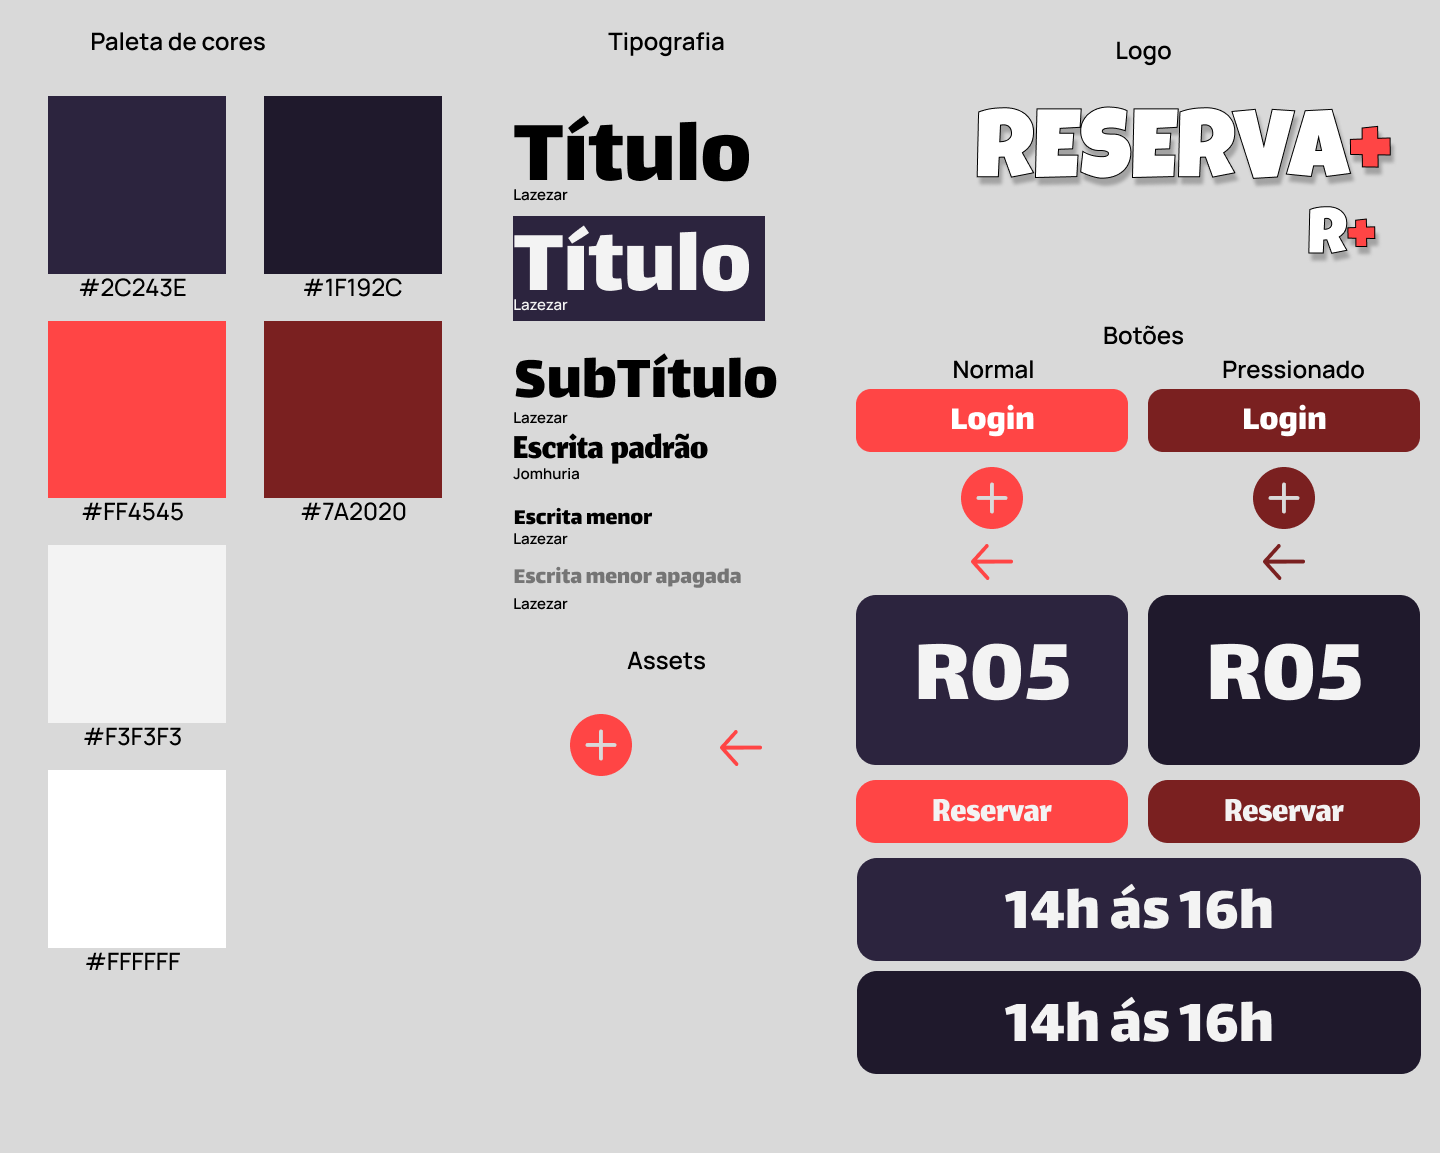 Paleta de cores
#2C243E
#1F192C
#FF4545
#7A2020
#F3F3F3
#FFFFFF
Tipografia
Título
Lazezar
Título
Lazezar
SubTítulo
Lazezar
Escrita padrão
Jomhuria
Escrita menor
Lazezar
Escrita menor apagada
Lazezar
Assets
Logo
RESERVA+
R+
Botões
Normal
Pressionado
Login
Login
R05
R05
Reservar
Reservar
14h ás 16h
14h ás 16h